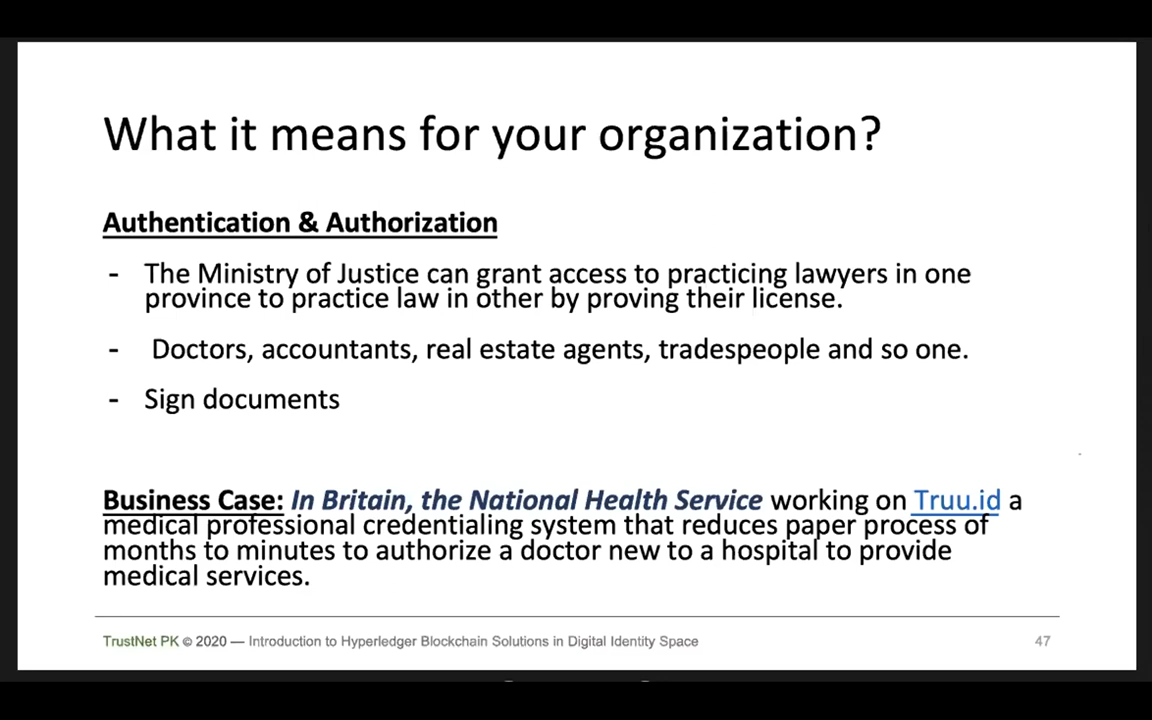 What it means for your organization?
Authentication & Authorization
- The Ministry of Justice can grant access to practicing lawyers in one
province to practice law in other by proving their license.
- Doctors, accountants, real estate agents, tradespeople and so one.
- Sign documents
Business Case: In Britain, the National Health Service working on Truu.id a
medical professional credentialing system that reduces paper process of
months to minutes to authorize a doctor new to a hospital to provide
medical services.
TrustNet PK © 2020 — Introduction to Hyperledger Blockchain Solutions in Digital Identity Space
47